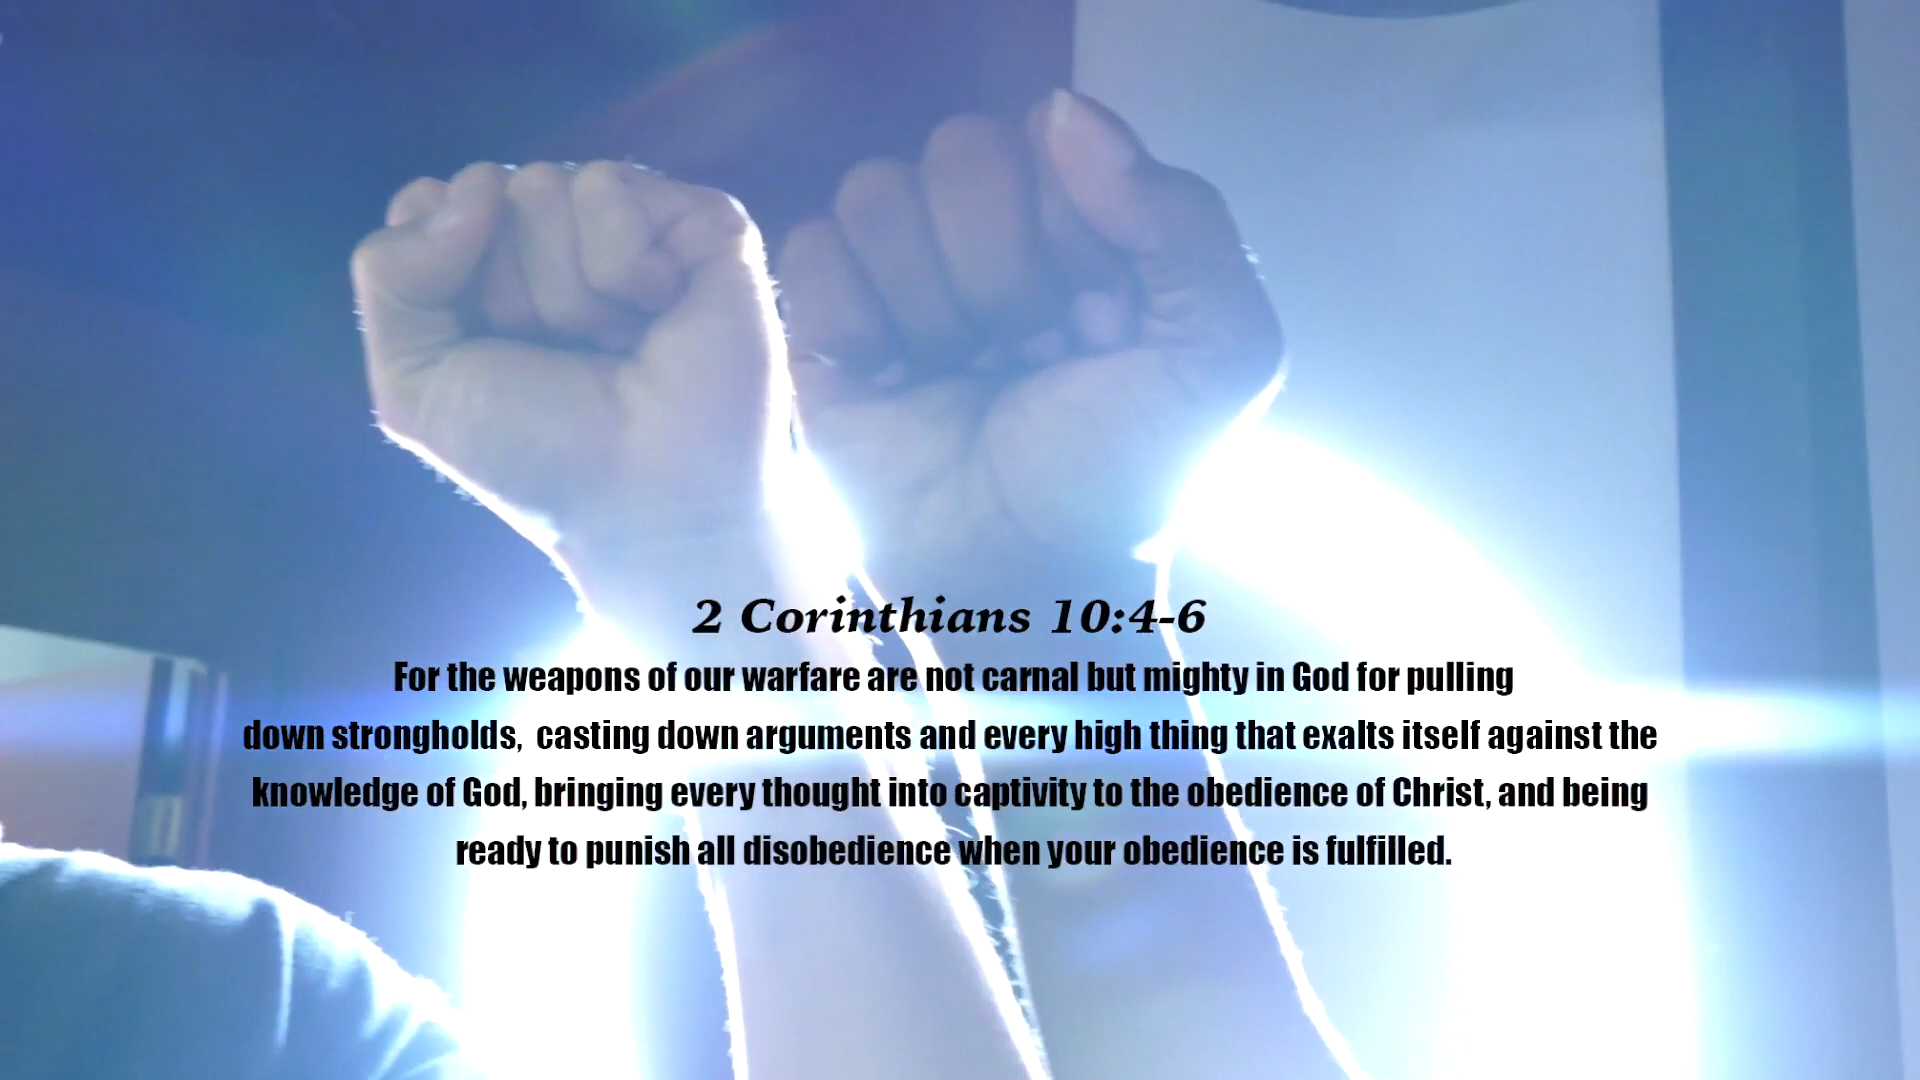 2 Corinthians 10:4-6
For the weapons of our warfare are not carnal but mighty in God for pulling
down strongholds,  casting down arguments and every high thing that exalts itself against the
knowledge of God, bringing every thought into captivity to the obedience of Christ, and being
ready to punish all disobedience when your obedience is fulfilled.